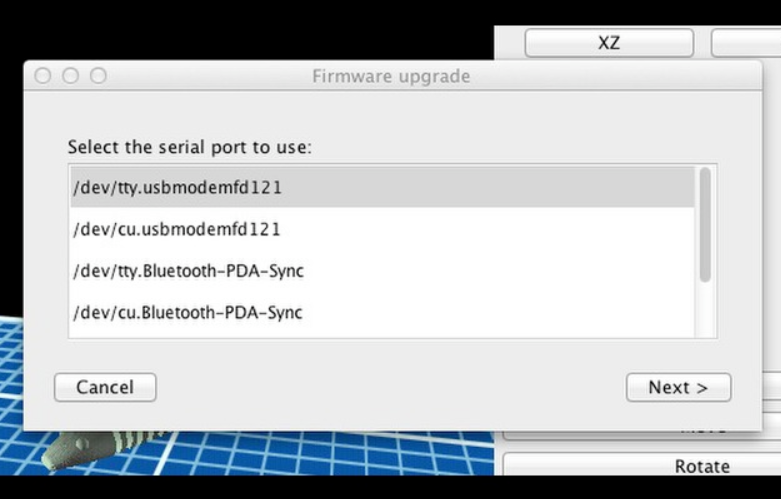 XZ
Firmware upgrade
Select the serial port to use:
/dev/tty.usbmodemfd121
/dev/cu.usbmodemfd121
/dev/tty.Bluetooth-PDA-Sync
/dev/cu.Bluetooth-PDA-Sync
Cancel
Next >
Move
Rotate